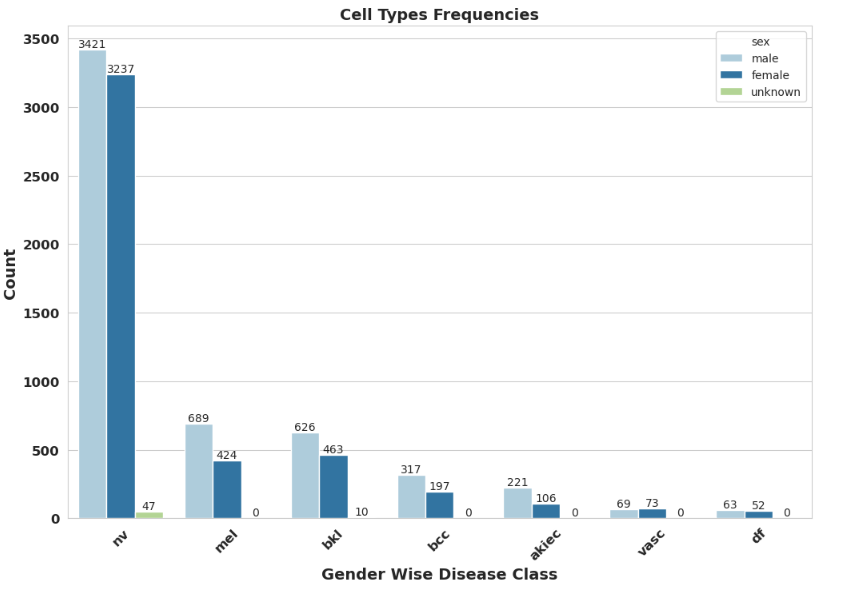 Cell Types Frequencies
sex
male
female
unknown
Count
3500
3000
2500
2000
1500
1000
500
0
3421
3237
47
689
424
0
626
463
10
317
197
0
221
106
0
69
73
0
63
52
0
nv
mel
bkl
bcc
akiec
vasc
df
Gender Wise Disease Class